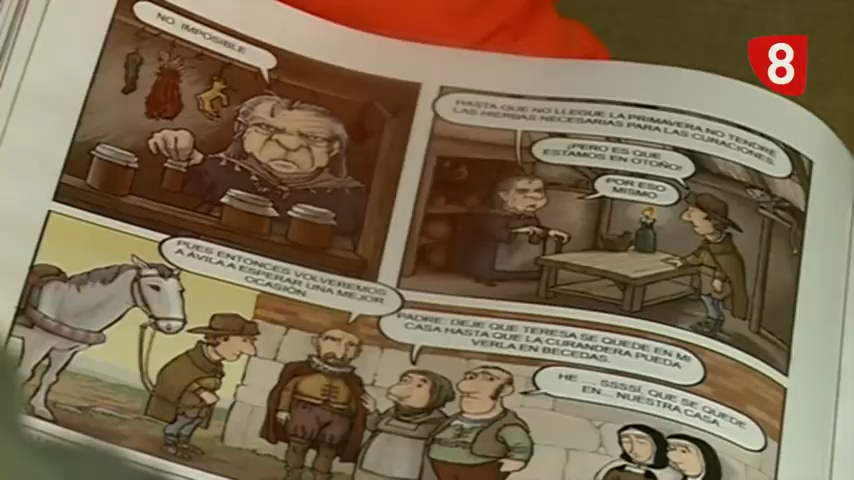 NO, IMPOSIBLE
HASTA QUE NO LLEGUE LA PRIMAVERA NO TENDRÉ
LAS HIERBAS NECESARIAS PARA LAS CURACIONES.
¡PERO ES QUE
ESTAMOS EN OTOÑO!
POR ESO
MISMO
PUES ENTONCES VOLVEREMOS
A ÁVILA A ESPERAR UNA MEJOR
OCASIÓN.
PADRE: DEJE QUE TERESA SE QUEDE EN MI
CASA HASTA QUE LA CURANDERA PUEDA
VERLA EN BECEDAS.
HE .... SSSSÍ, QUE SE QUEDE
EN... NUESTRA CASA
8